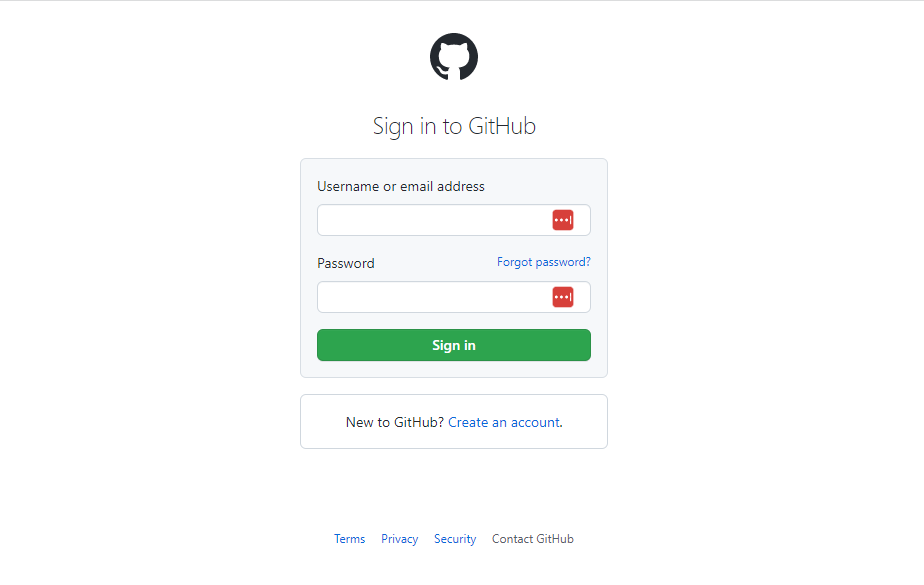 Sign in to GitHub
Username or email address
Password Forgot password?
Sign in
New to GitHub? Create an account.
Terms Privacy Security Contact GitHub